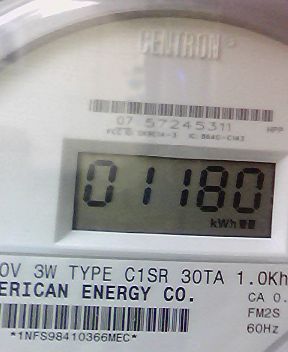 CENTRON
07 57245311 HPP
01180
kWh
0V 3W TYPE C1SR 30TA 1.0Kh
ERICAN ENERGY CO.
CA 0.
FM2S
60Hz
*1NFS98410366MEC*